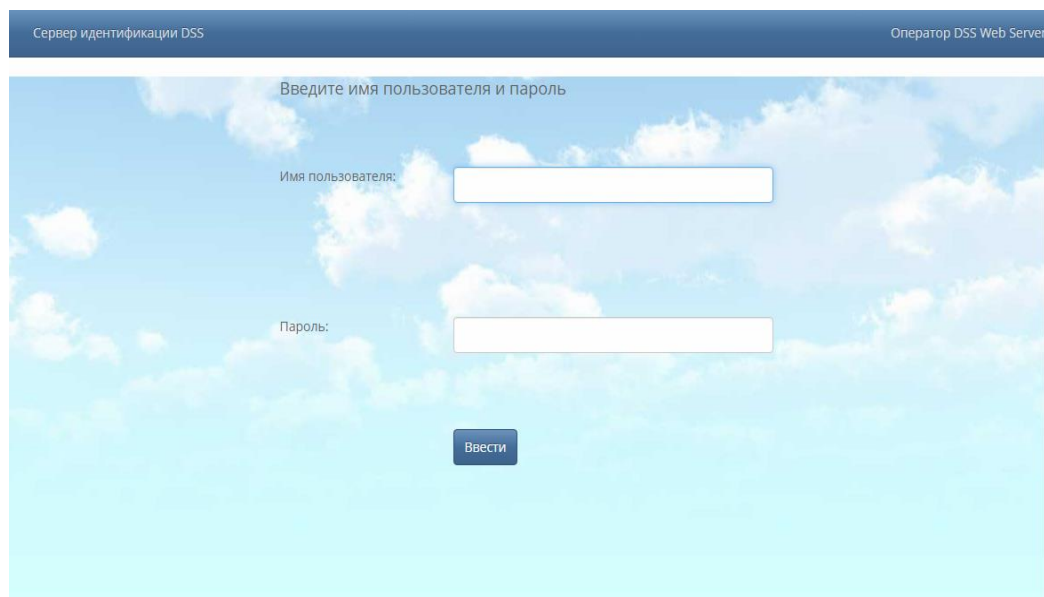 Сервер идентификации DSS
Оператор DSS Web Server
Введите имя пользователя и пароль
Имя пользователя:
Пароль:
Ввести